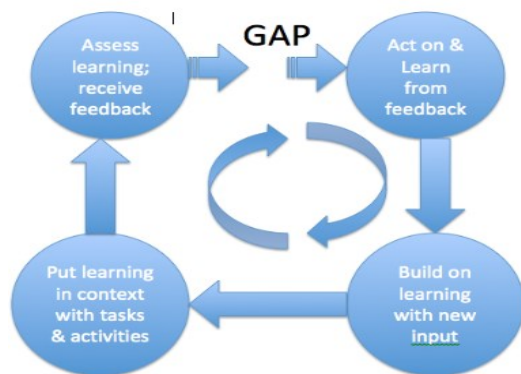 Assess
learning;
receive
feedback
GAP
Act on &
Learn
from
feedback
Put learning
in context
with tasks
& activities
Build on
learning
with new
input